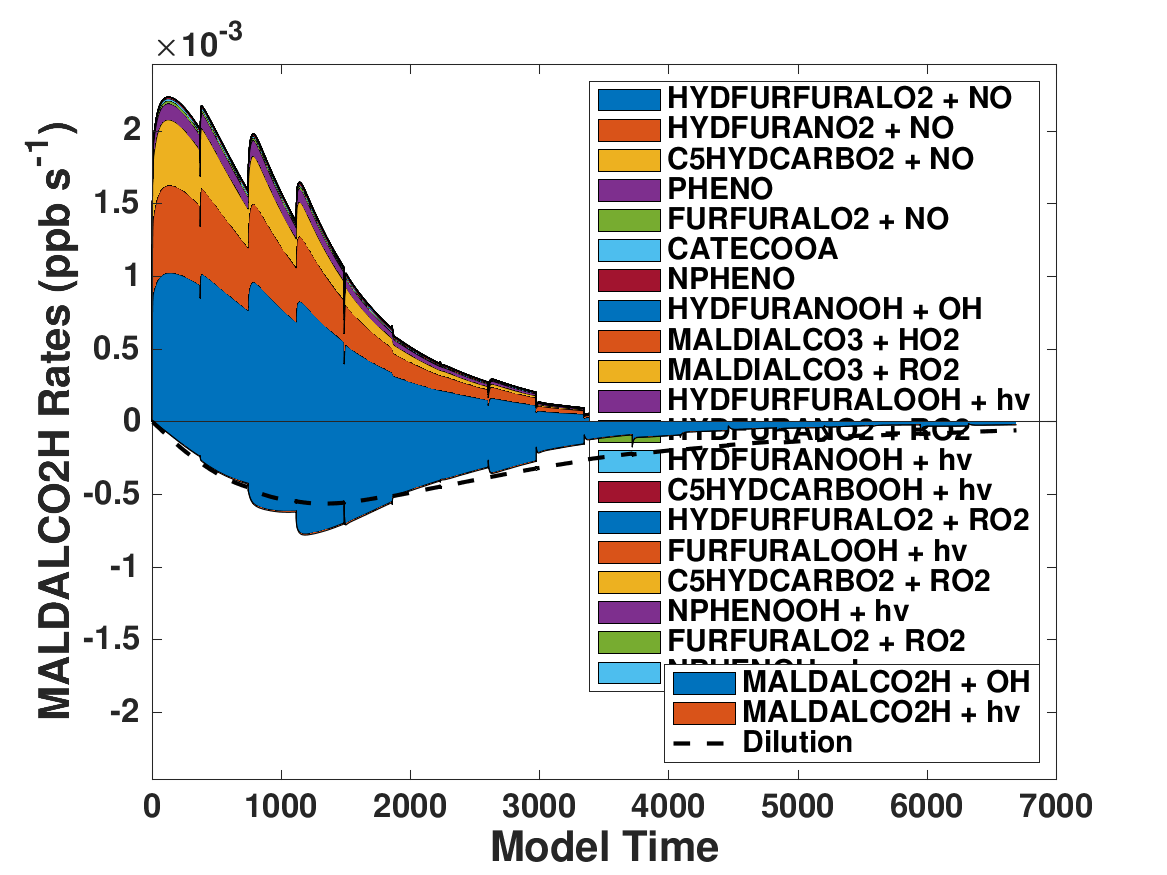 ×10-3
MALDALCO2H Rates (ppb s-1)
2
1.5
1
0.5
0
-0.5
-1
-1.5
-2
HYDFURFURALO2 + NO
HYDFURANO2 + NO
C5HYDCARBO2 + NO
PHENO
FURFURALO2 + NO
CATECOOA
NPHENO
HYDFURANOOH + OH
MALDIALCO3 + HO2
MALDIALCO3 + RO2
HYDFURFURALOOH + hv
HYDFURANO2 + RO2
HYDFURANOOH + hv
C5HYDCARBOOH + hv
HYDFURFURALO2 + RO2
FURFURALOOH + hv
C5HYDCARBO2 + RO2
NPHENOOH + hv
FURFURALO2 + RO2
MALDALCO2H + OH
MALDALCO2H + hv
Dilution
0 1000 2000 3000 4000 5000 6000 7000
Model Time